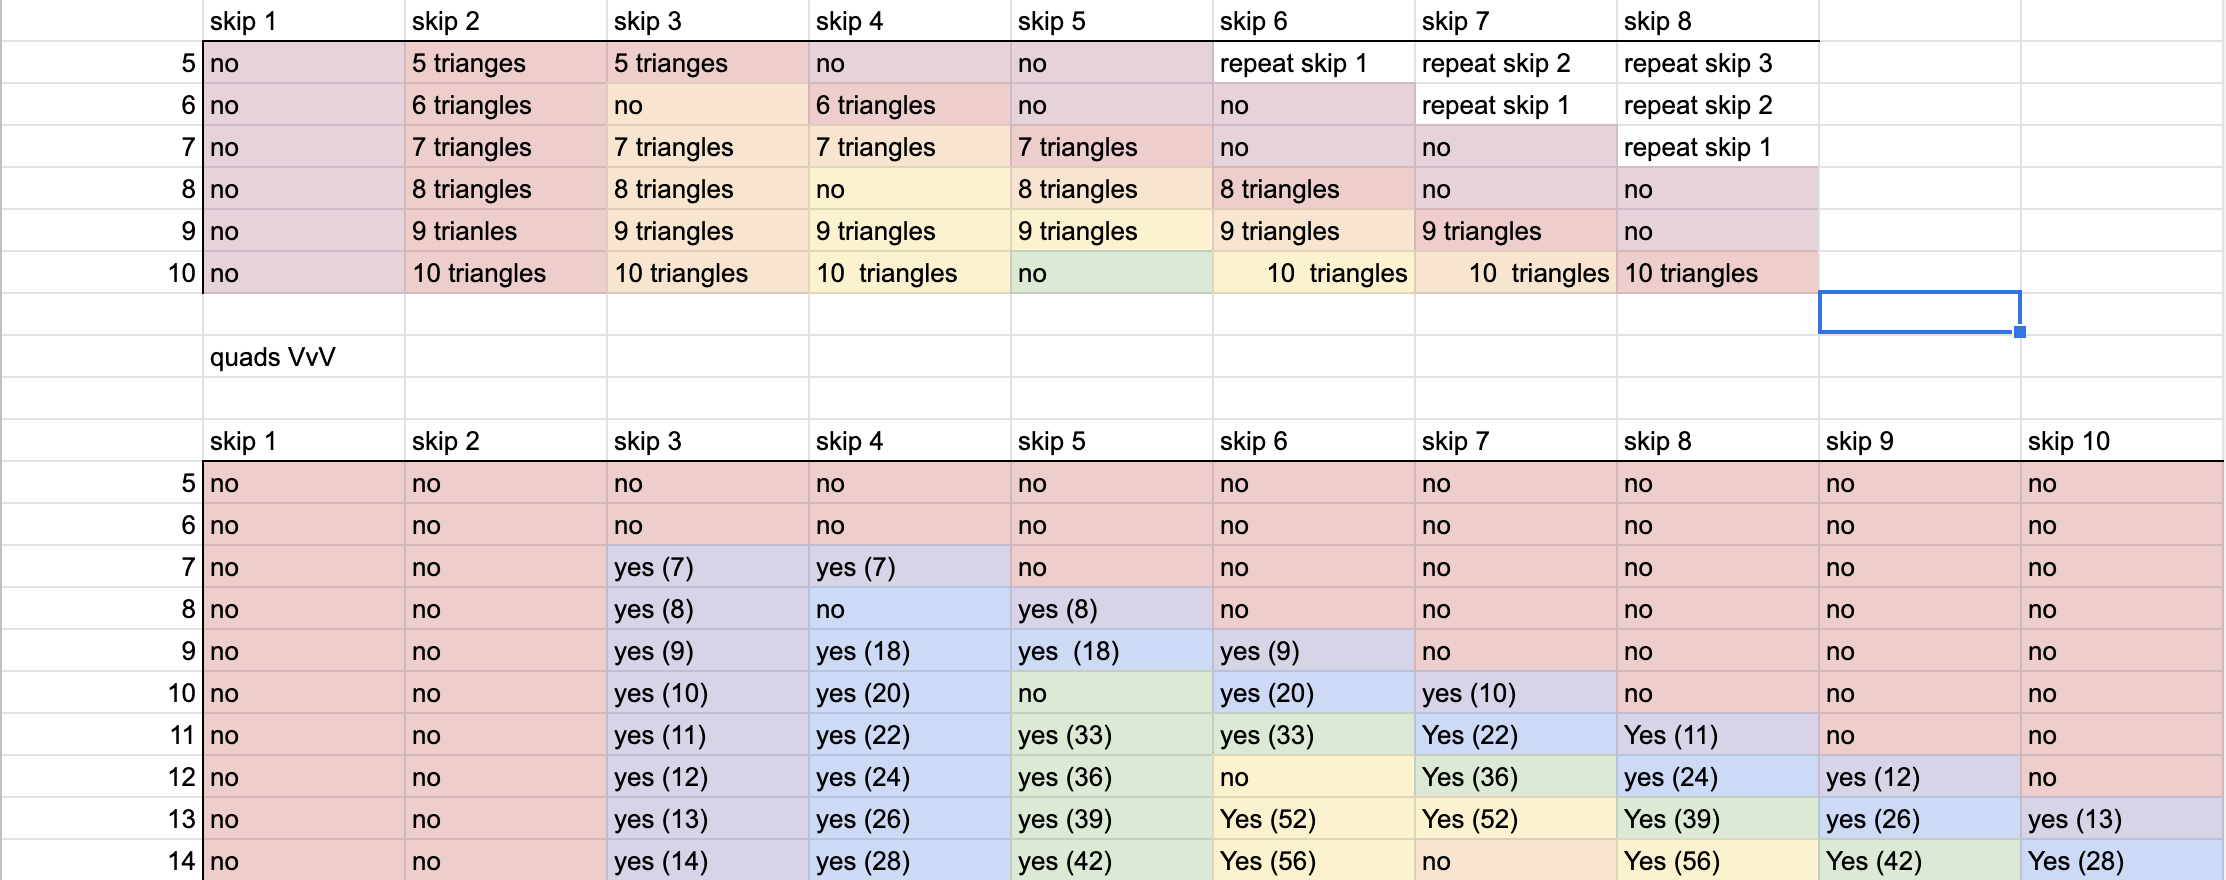 skip 1 skip 2 skip 3 skip 4 skip 5 skip 6 skip 7 skip 8
5 no 5 trianges 5 trianges no no repeat skip 1 repeat skip 2 repeat skip 3
6 no 6 triangles no 6 triangles no no repeat skip 1 repeat skip 2
7 no 7 triangles 7 triangles 7 triangles 7 triangles no no repeat skip 1
8 no 8 triangles 8 triangles no 8 triangles 8 triangles no no
9 no 9 trianles 9 triangles 9 triangles 9 triangles 9 triangles 9 triangles no
10 no 10 triangles 10 triangles 10  triangles no 10  triangles 10  triangles 10 triangles
quads VvV
skip 1 skip 2 skip 3 skip 4 skip 5 skip 6 skip 7 skip 8 skip 9 skip 10
5 no no no no no no no no no no
6 no no no no no no no no no no
7 no no yes (7) yes (7) no no no no no no
8 no no yes (8) no yes (8) no no no no no
9 no no yes (9) yes (18) yes  (18) yes (9) no no no no
10 no no yes (10) yes (20) no yes (20) yes (10) no no no
11 no no yes (11) yes (22) yes (33) yes (33) Yes (22) Yes (11) no no
12 no no yes (12) yes (24) yes (36) no Yes (36) yes (24) yes (12) no
13 no no yes (13) yes (26) yes (39) Yes (52) Yes (52) Yes (39) yes (26) yes (13)
14 no no yes (14) yes (28) yes (42) Yes (56) no Yes (56) Yes (42) Yes (28)